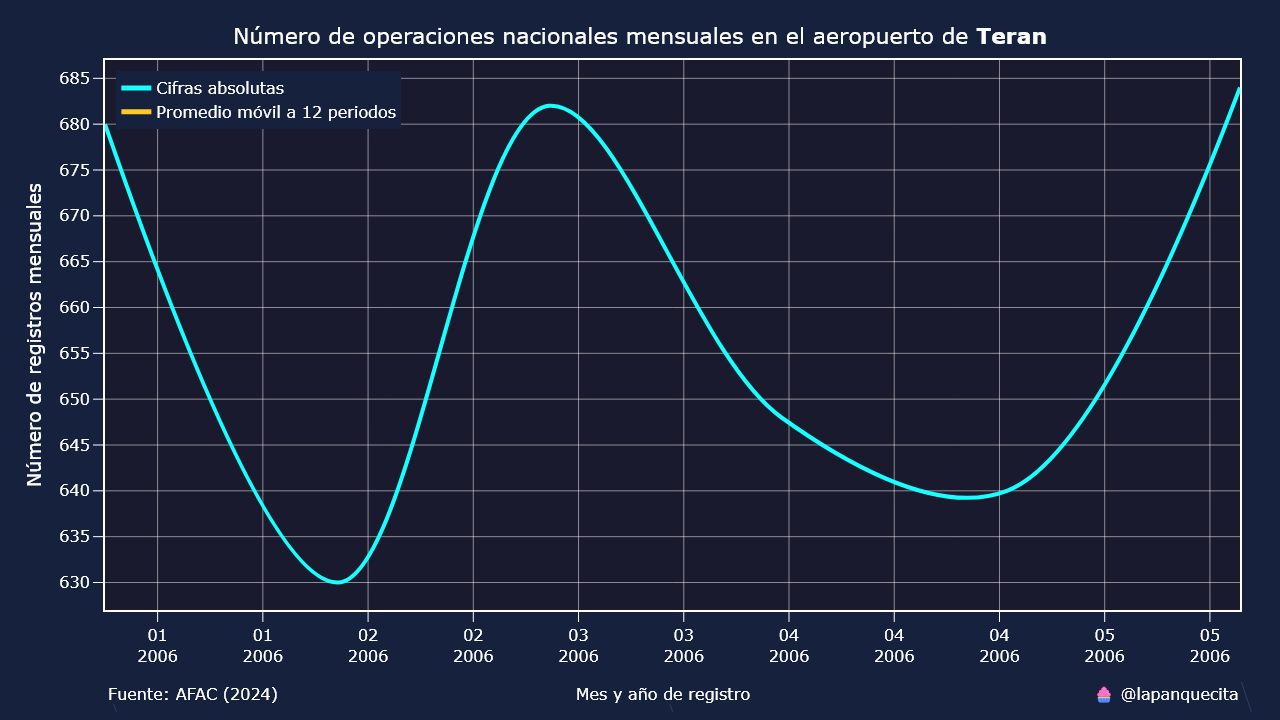 Número de operaciones nacionales mensuales en el aeropuerto de Teran
Cifras absolutas
Promedio móvil a 12 periodos
Número de registros mensuales
685
680
675
670
665
660
655
650
645
640
635
630
01 01 02 02 03 03 04 04 04 05 05
2006 2006 2006 2006 2006 2006 2006 2006 2006 2006 2006
Fuente: AFAC (2024) Mes y año de registro @lapanquecita